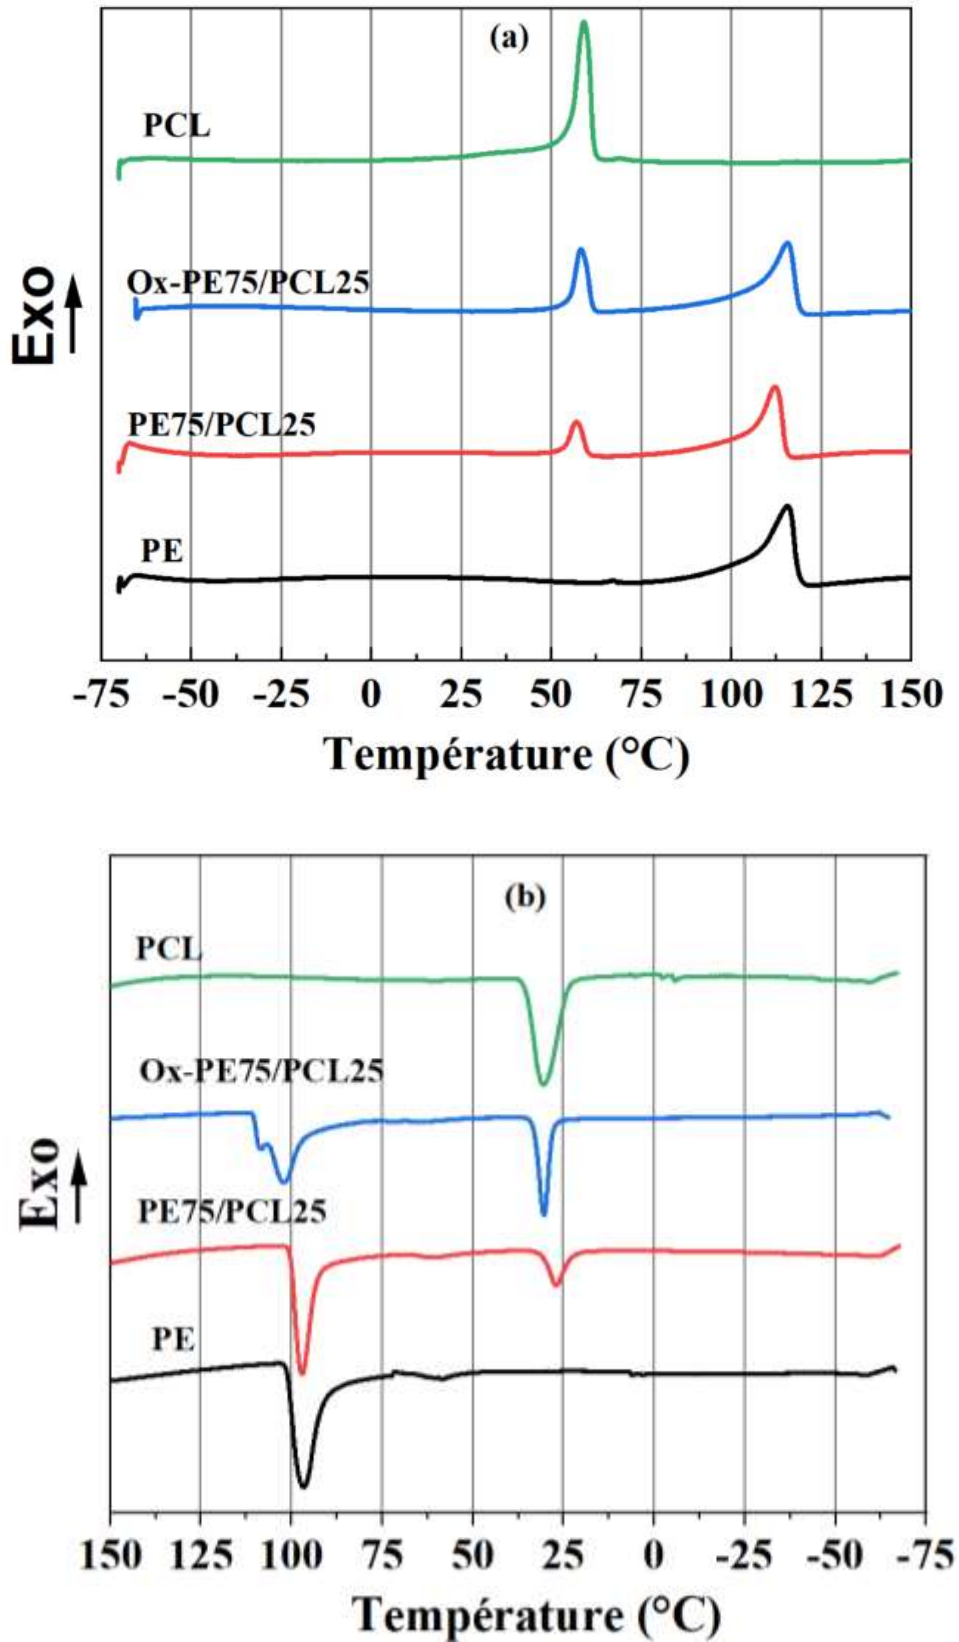 (a)
PCL
Ox-PE75/PCL25
PE75/PCL25
PE
Exo
-75 -50 -25 0 25 50 75 100 125 150
Température (°C)
(b)
PCL
Ox-PE75/PCL25
PE75/PCL25
PE
Exo
150 125 100 75 50 25 0 -25 -50 -75
Température (°C)